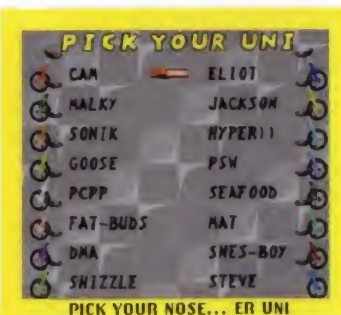 PICK YOUR UNI
CAM ELIOT
MALKY JACKSON
SONIK HYPER))
GOOSE PSW
PCPP SEAFOOD
FAT-BUDS MAT
DMA SNES-BOY
SHIZZLE STEVE
PICK YOUR NOSE... ER UNI